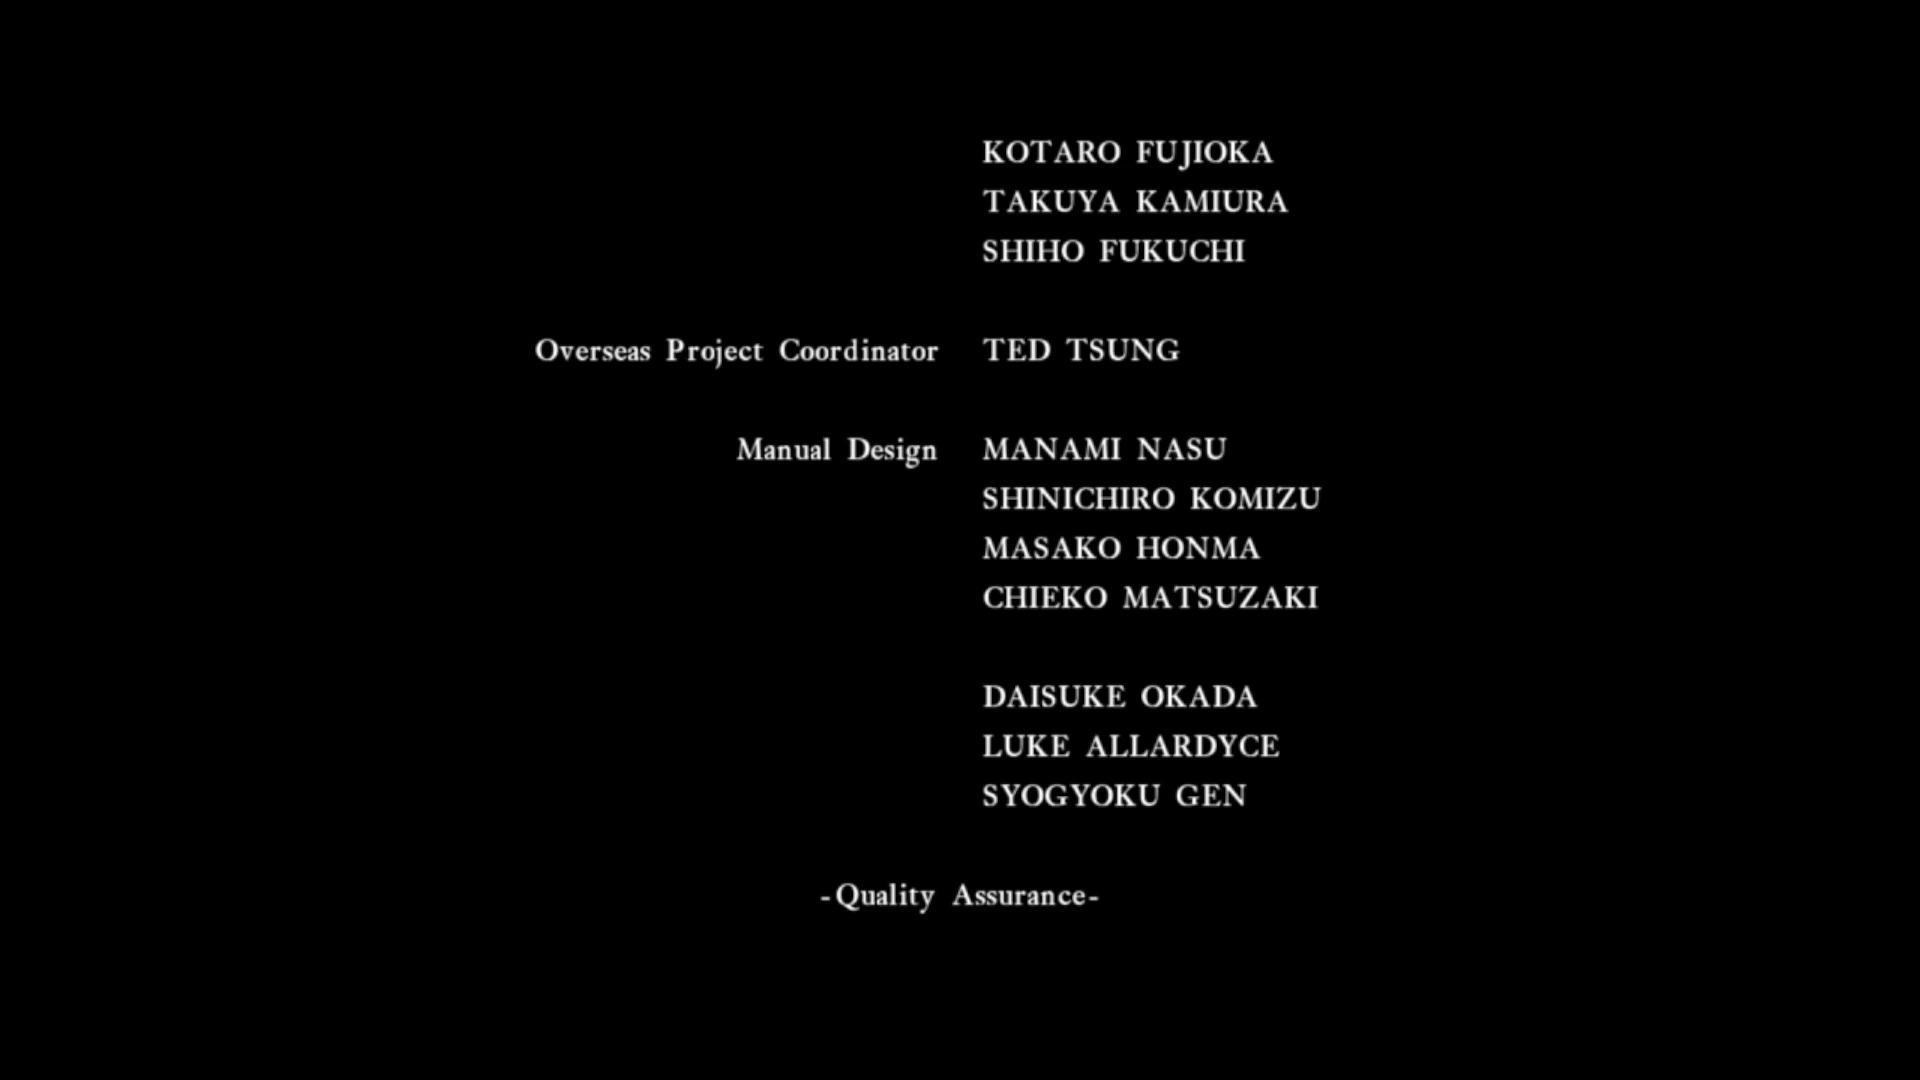 KOTARO FUJIOKA
TAKUYA KAMIURA
SHIHO FUKUCHI
Overseas Project Coordinator TED TSUNG
Manual Design MANAMI NASU
SHINICHIRO KOMIZU
MASAKO HONMA
CHIEKO MATSUZAKI
DAISUKE OKADA
LUKE ALLARDYCE
SYOGYOKU GEN
-Quality Assurance-